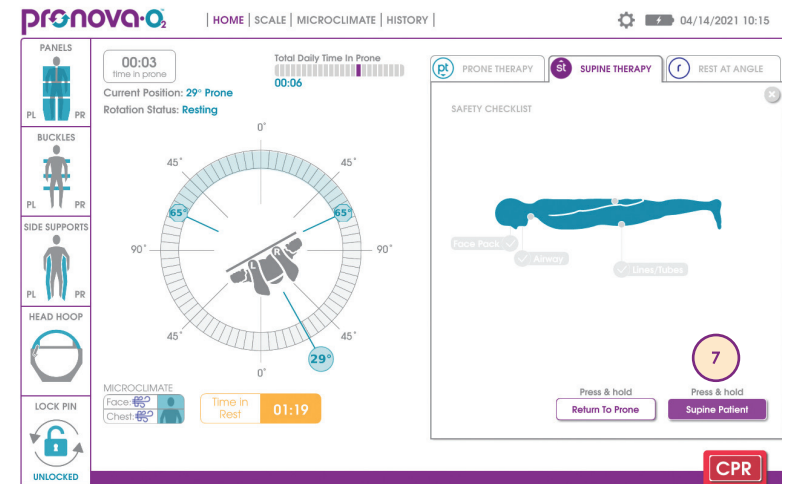 pronova·O2
HOME | SCALE | MICROCLIMATE | HISTORY |
04/14/2021 10:15
PANELS
PL PR
BUCKLES
PL PR
SIDE SUPPORTS
PL PR
HEAD HOOP
LOCK PIN
UNLOCKED
00:03
time in prone
Total Daily Time In Prone
00:06
Current Position: 29° Prone
Rotation Status: Resting
0°
45° 45°
65° 65°
90° 90°
L R
45° 45°
29°
0°
MICROCLIMATE
Face:
Chest:
Time in
Rest
01:19
pt PRONE THERAPY
st SUPINE THERAPY
r REST AT ANGLE
SAFETY CHECKLIST
Face Pack
Airway
Lines/Tubes
7
Press & hold
Return To Prone
Press & hold
Supine Patient
CPR